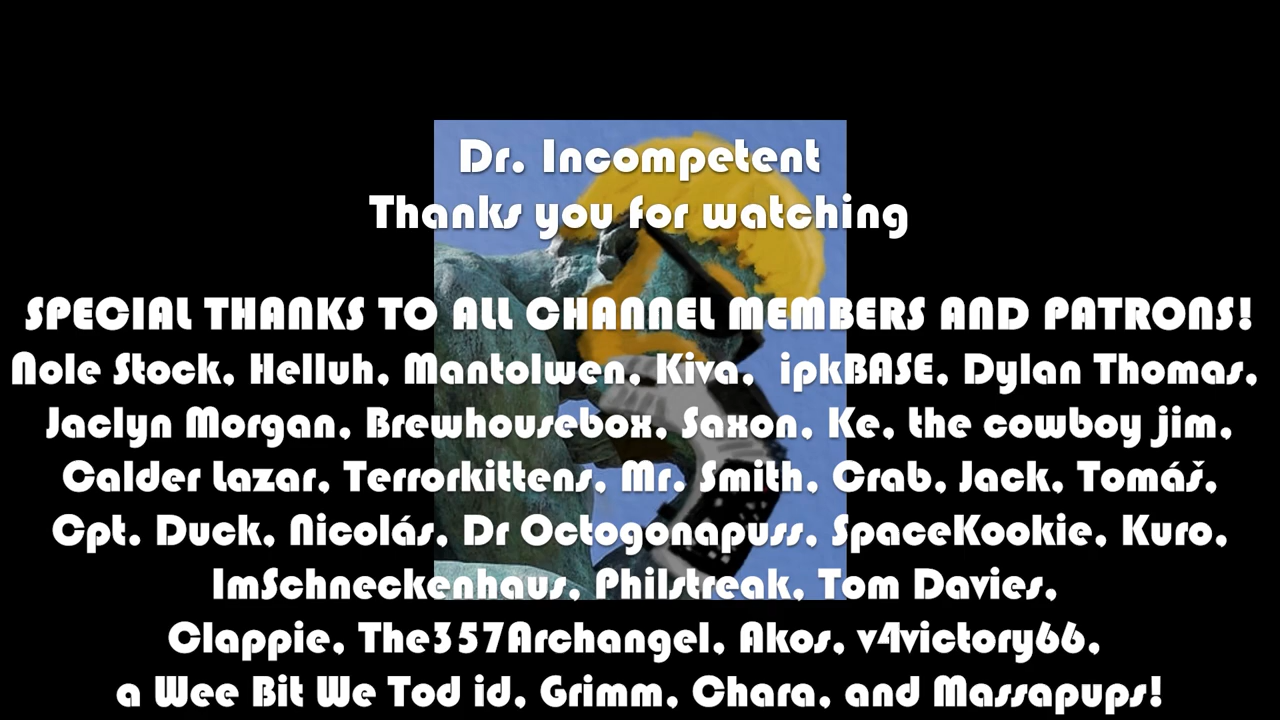 Dr. Incompetent
Thanks you for watching
SPECIAL THANKS TO ALL CHANNEL MEMBERS AND PATRONS!
Nole Stock, Helluh, Mantolwen, Kiva,  ipkBASE, Dylan Thomas,
Jaclyn Morgan, Brewhousebox, Saxon, Ke, the cowboy jim,
Calder Lazar, Terrorkittens, Mr. Smith, Crab, Jack, Tomáš,
Cpt. Duck, Nicolás, Dr Octogonapuss, SpaceKookie, Kuro,
ImSchneckenhaus, Philstreak, Tom Davies,
Clappie, The357Archangel, Akos, v4victory66,
a Wee Bit We Tod id, Grimm, Chara, and Massapups!